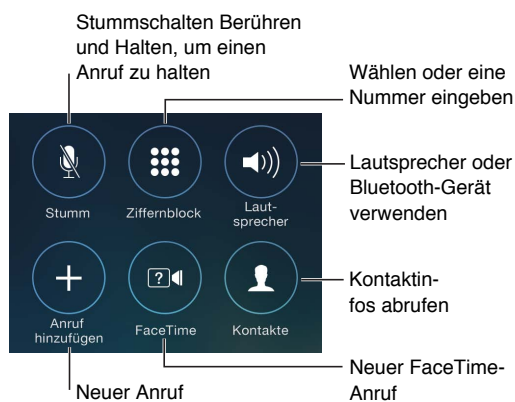 Stummschalten Berühren
und Halten, um einen
Anruf zu halten
Wählen oder eine
Nummer eingeben
Lautsprecher oder
Bluetooth-Gerät
verwenden
Stumm
Ziffernblock
Laut-
sprecher
Kontaktin-
fos abrufen
?
Anruf
hinzufügen
FaceTime
Kontakte
Neuer FaceTime-
Anruf
Neuer Anruf